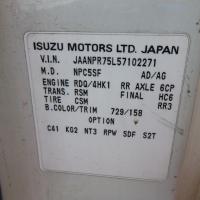 ISUZU MOTORS LTD. JAPAN
V.I.N. JAANPR75L57102271
M.D. NPC5SF AD/AG
ENGINE RDQ/4HK1 RR AXLE 6CP
TRANS. RSM FINAL HC6
TIRE CSM RR3
B.COLOR/TRIM 729/158
OPTION
C41 KG2 NT3 RPW SDF S2T